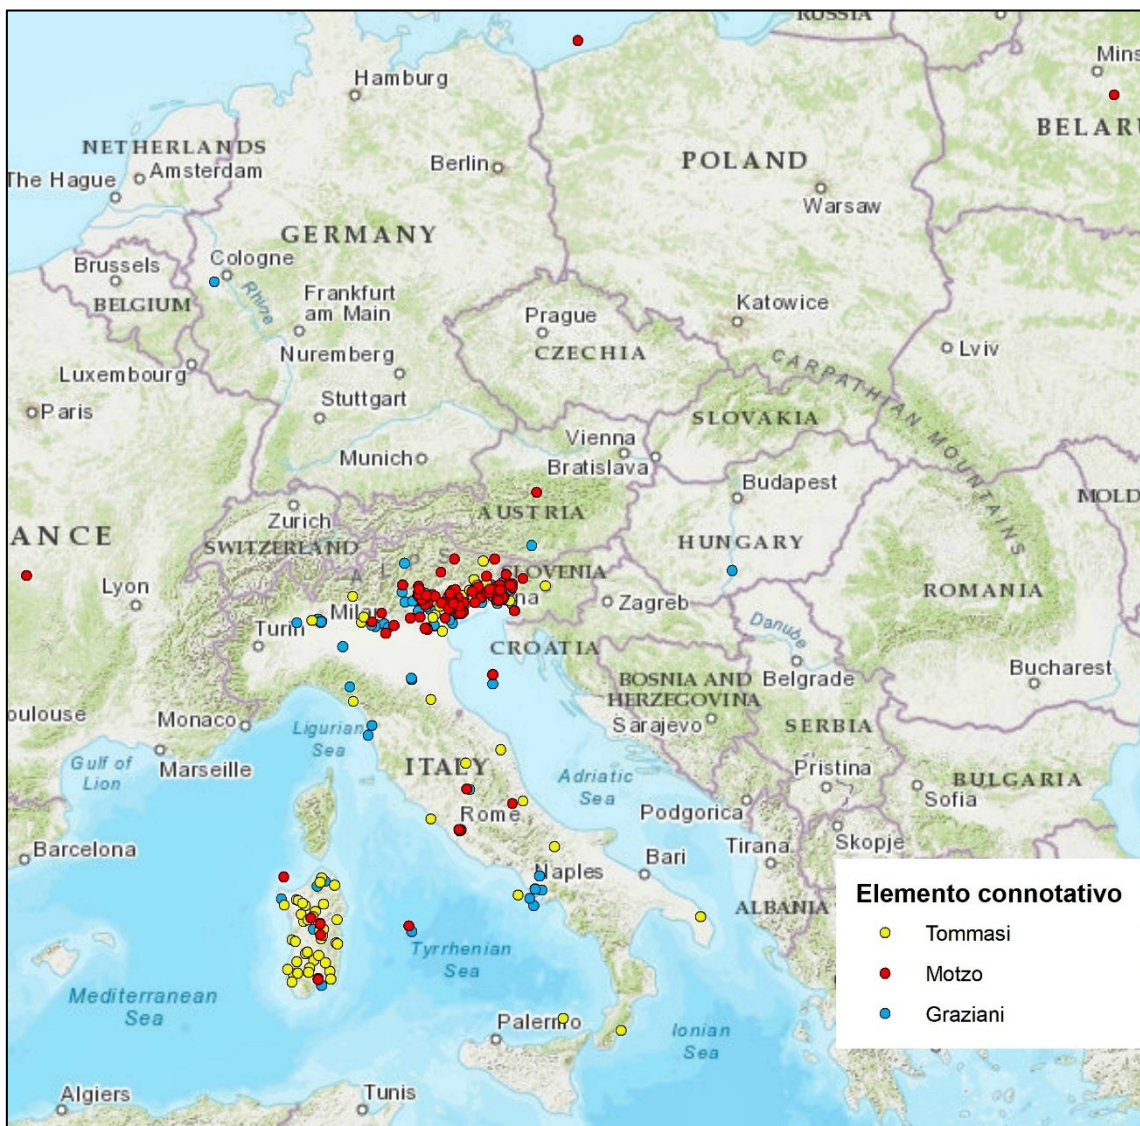 RUSSIA
Mins
Hamburg
BELARU
NETHERLANDS
Amsterdam
Berlin
POLAND
The Hague
Warsaw
GERMANY
Brussels
Cologne
BELGIUM
Rhine
Frankfurt
am Main
Katowice
Prague
CZECHIA
Lviv
Nuremberg
Luxembourg
CARPATHIAN MOUNTAINS
Paris
Stuttgart
SLOVAKIA
Vienna
Munich
Bratislava
Budapest
MOLD
AUSTRIA
Zurich
ANCE
SWITZERLAND
HUNGARY
ALPS
SLOVENIA
Lyon
ROMANIA
Milan
na
Zagreb
Turin
Danube
CROATIA
Bucharest
BOSNIA AND
HERZEGOVINA
Belgrade
oulouse
Monaco
Ligurian
Sea
Sarajevo
SERBIA
Gulf of
Lion
Marseille
ITALY
Adriatic
Sea
Pristina
BULGARIA
Sofia
Podgorica
Rome
Skopje
Barcelona
Tirana
Bari
Naples
ALBANIA
Tyrrhenian
Sea
Mediterranean
Sea
Palermo
Ionian
Sea
Algiers
Tunis
Elemento connotativo
Tommasi
Motzo
Graziani